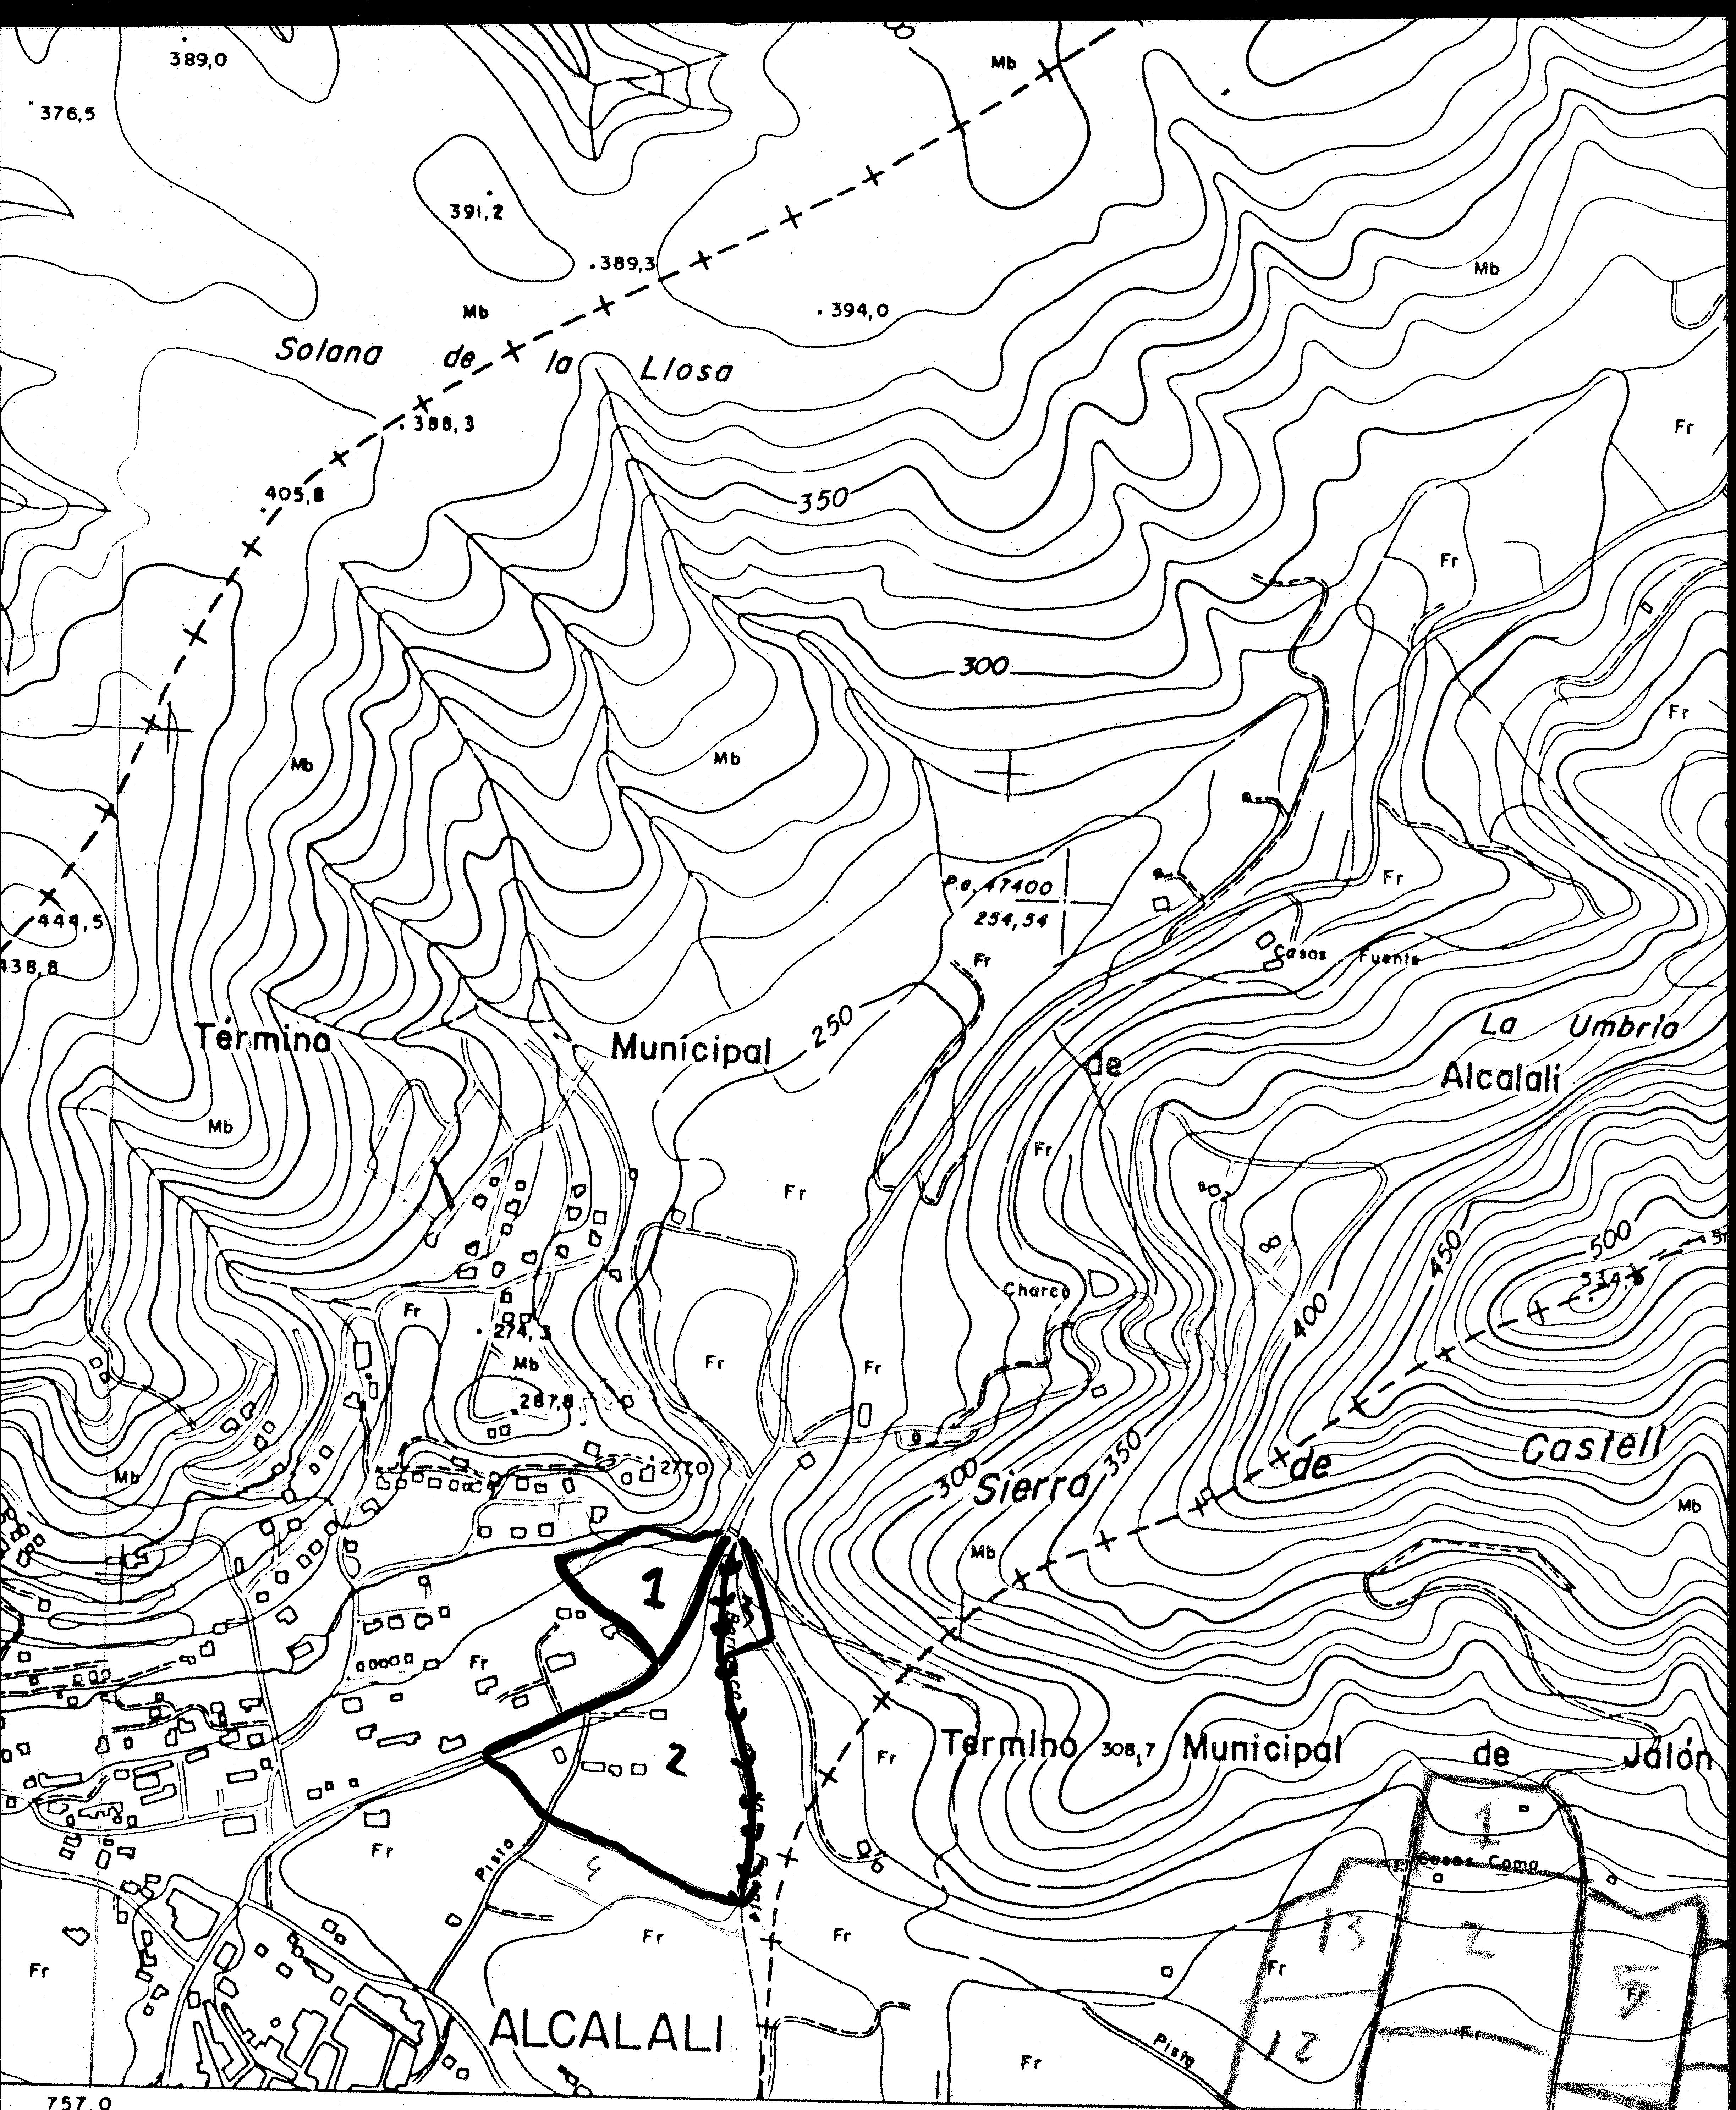 389,0
Mb
376,5
391,2
.389,3
Mb
Mb
.394,0
Solana de la Llosa
.388,3
Fr
405,8
350
Fr
300
Fr
Mb
Mb
P.a. 47400
254,54
Fr
444,5
438,8
Fr
Casas Fuente
250
La Umbria
Término Municipal de Alcalali
Mb
Fr
Fr
450
500
534,
Charco
Fr
400
.274,3
Mb
Fr
Fr
287,8
Castell
350
de
Mb
277,0
300
Sierra
Mb
Mb
1
3
Barranco
Fr
2
Fr
Termino 308,7 Municipal de Jalón
de
1
Pista
Fr
4
Casas Coma
Fr
Fr
13
2
Fr
Fr
5
Fr
ALCALALI
12
Fr
Pista
Fr
757,0